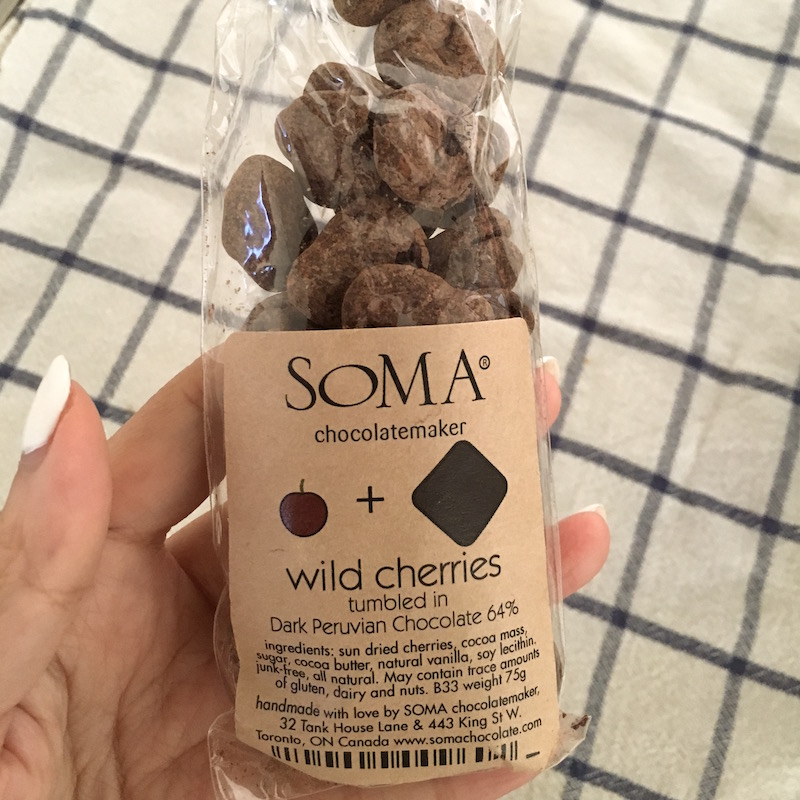 SOMA®
chocolatemaker
+
wild cherries
tumbled in
Dark Peruvian Chocolate 64%
ingredients: sun dried cherries, cocoa mass,
sugar, cocoa butter, natural vanilla, soy lecithin.
junk-free, all natural. May contain trace amounts
of gluten, dairy and nuts. B33 weight 75g
handmade with love by SOMA chocolatemaker,
32 Tank House Lane & 443 King St W.
Toronto, ON Canada www.somachocolate.com